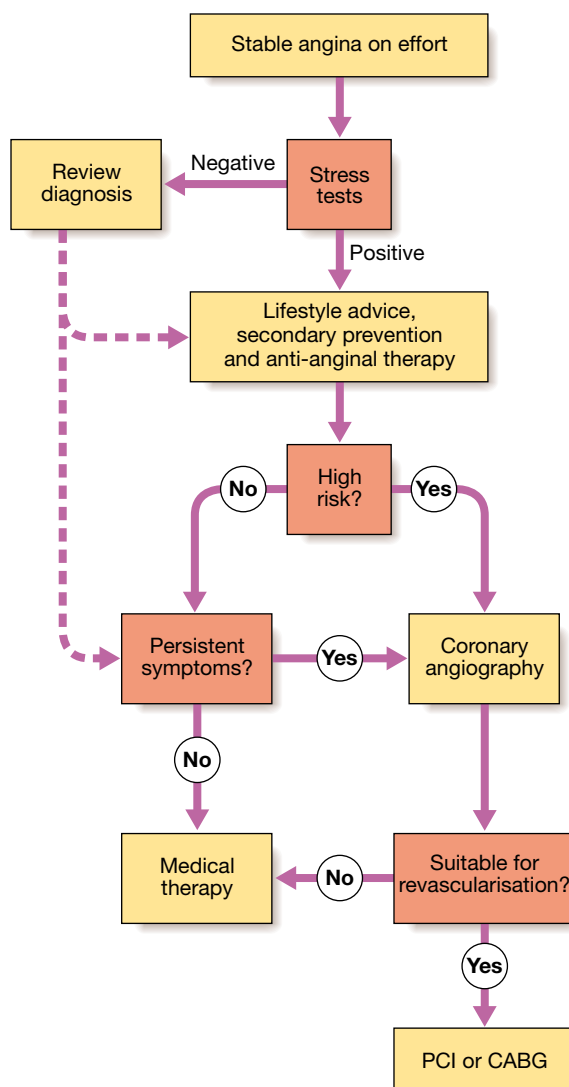 Stable angina on effort
Negative
Review
diagnosis
Stress
tests
Positive
Lifestyle advice,
secondary prevention
and anti-anginal therapy
No
High
risk?
Yes
Persistent
symptoms?
Yes
Coronary
angiography
No
Medical
therapy
No
Suitable for
revascularisation?
Yes
PCI or CABG